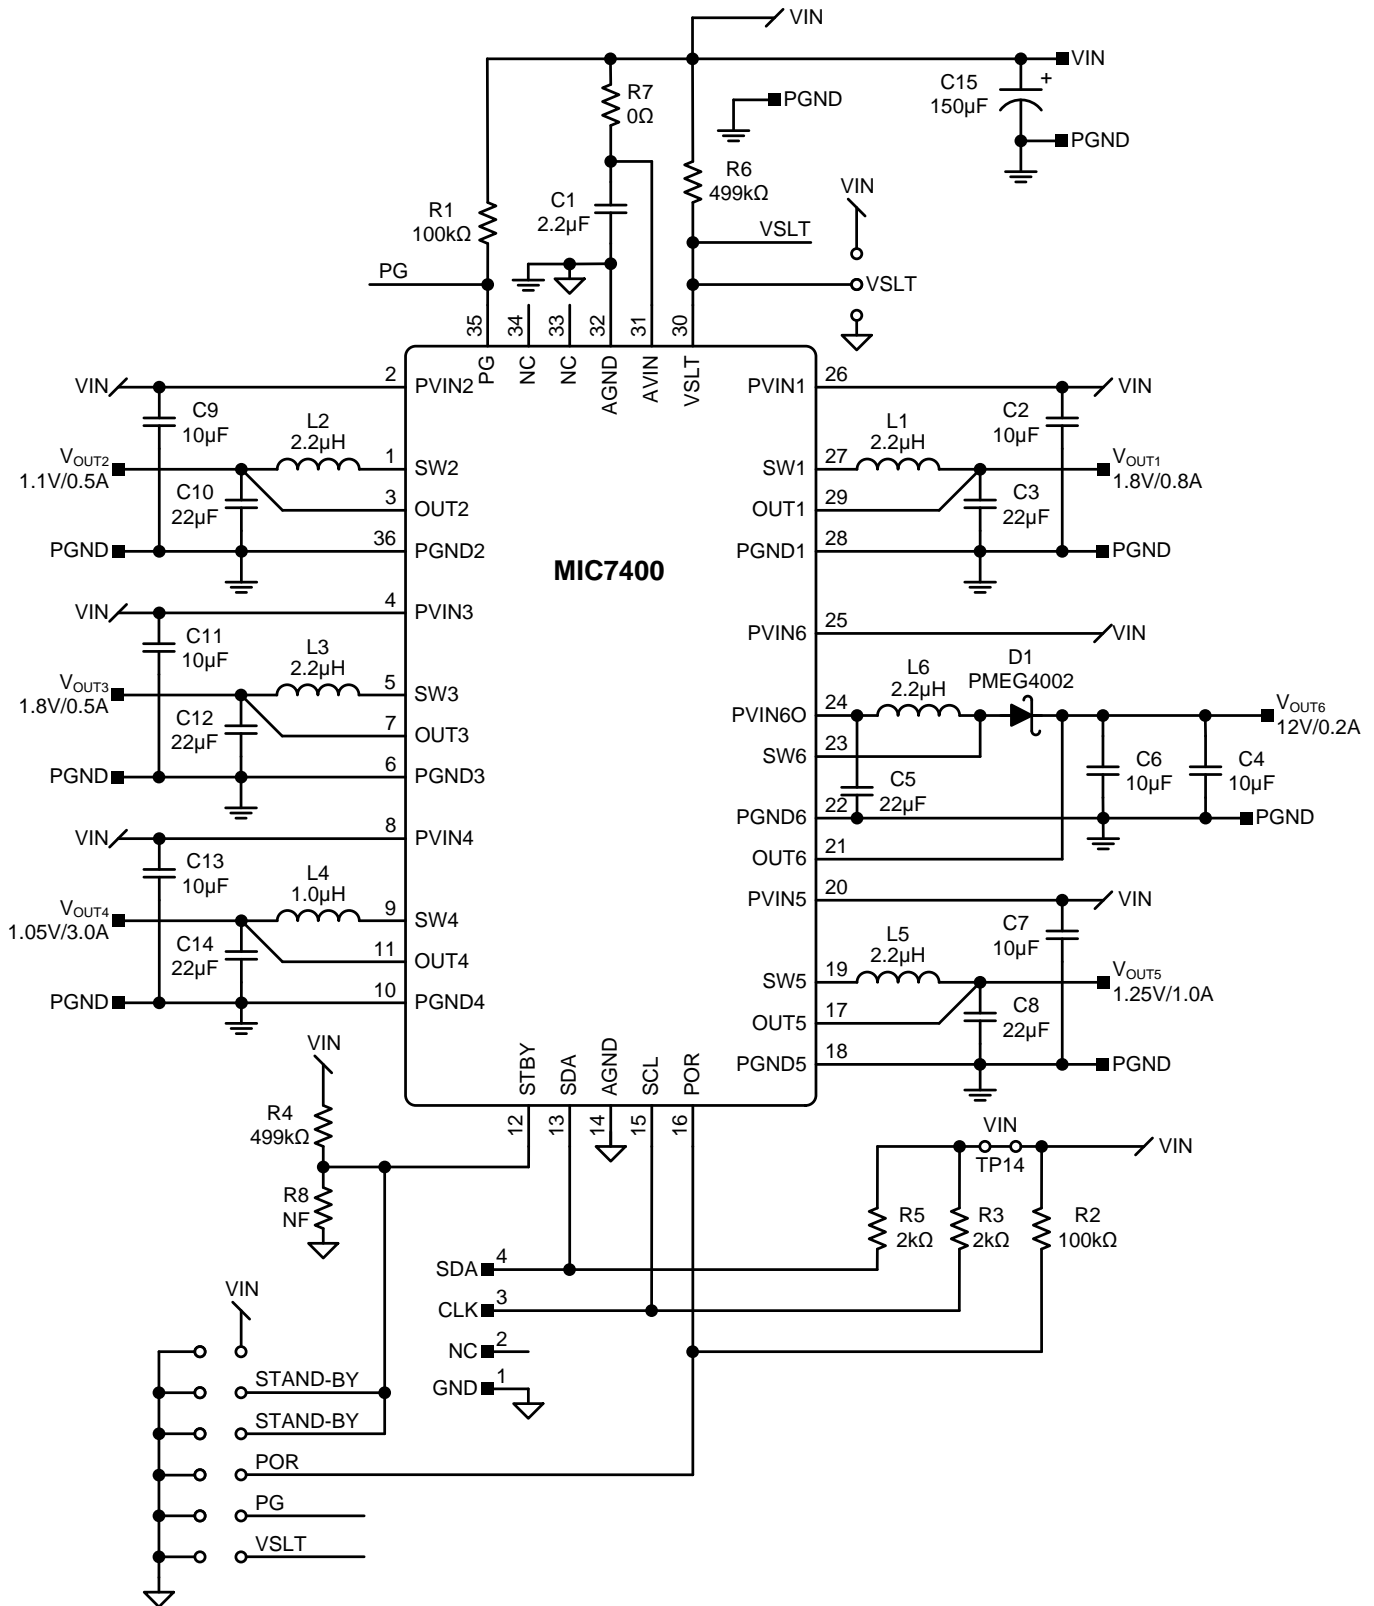 VIN
VIN
R7
0Ω
C15
150µF
+
PGND
PGND
R6
499kΩ
VIN
C1
2.2µF
R1
100kΩ
VSLT
PG
VSLT
35
34
33
32
31
30
PG
NC
NC
AGND
AVIN
VSLT
VIN
2
PVIN2
C9
10µF
L2
2.2µH
VOUT2
1.1V/0.5A
1
SW2
C10
22µF
3
OUT2
PGND
36
PGND2
VIN
4
PVIN3
C11
10µF
L3
2.2µH
VOUT3
1.8V/0.5A
5
SW3
C12
22µF
7
OUT3
PGND
6
PGND3
VIN
8
PVIN4
C13
10µF
L4
1.0µH
VOUT4
1.05V/3.0A
9
SW4
C14
22µF
11
OUT4
PGND
10
PGND4
MIC7400
PVIN1
26
VIN
C2
10µF
L1
2.2µH
SW1
27
VOUT1
1.8V/0.8A
OUT1
29
C3
22µF
PGND1
28
PGND
PVIN6
25
VIN
D1
PMEG4002
L6
2.2µH
PVIN6O
24
VOUT6
12V/0.2A
SW6
23
C5
22µF
C6
10µF
C4
10µF
PGND6
22
PGND
OUT6
21
PVIN5
20
VIN
C7
10µF
L5
2.2µH
SW5
19
VOUT5
1.25V/1.0A
OUT5
17
C8
22µF
PGND5
18
PGND
STBY
SDA
AGND
SCL
POR
12
13
14
15
16
VIN
R4
499kΩ
R8
NF
VIN
TP14
VIN
R5
2kΩ
R3
2kΩ
R2
100kΩ
SDA
4
CLK
3
NC
2
GND
1
VIN
STAND-BY
STAND-BY
POR
PG
VSLT